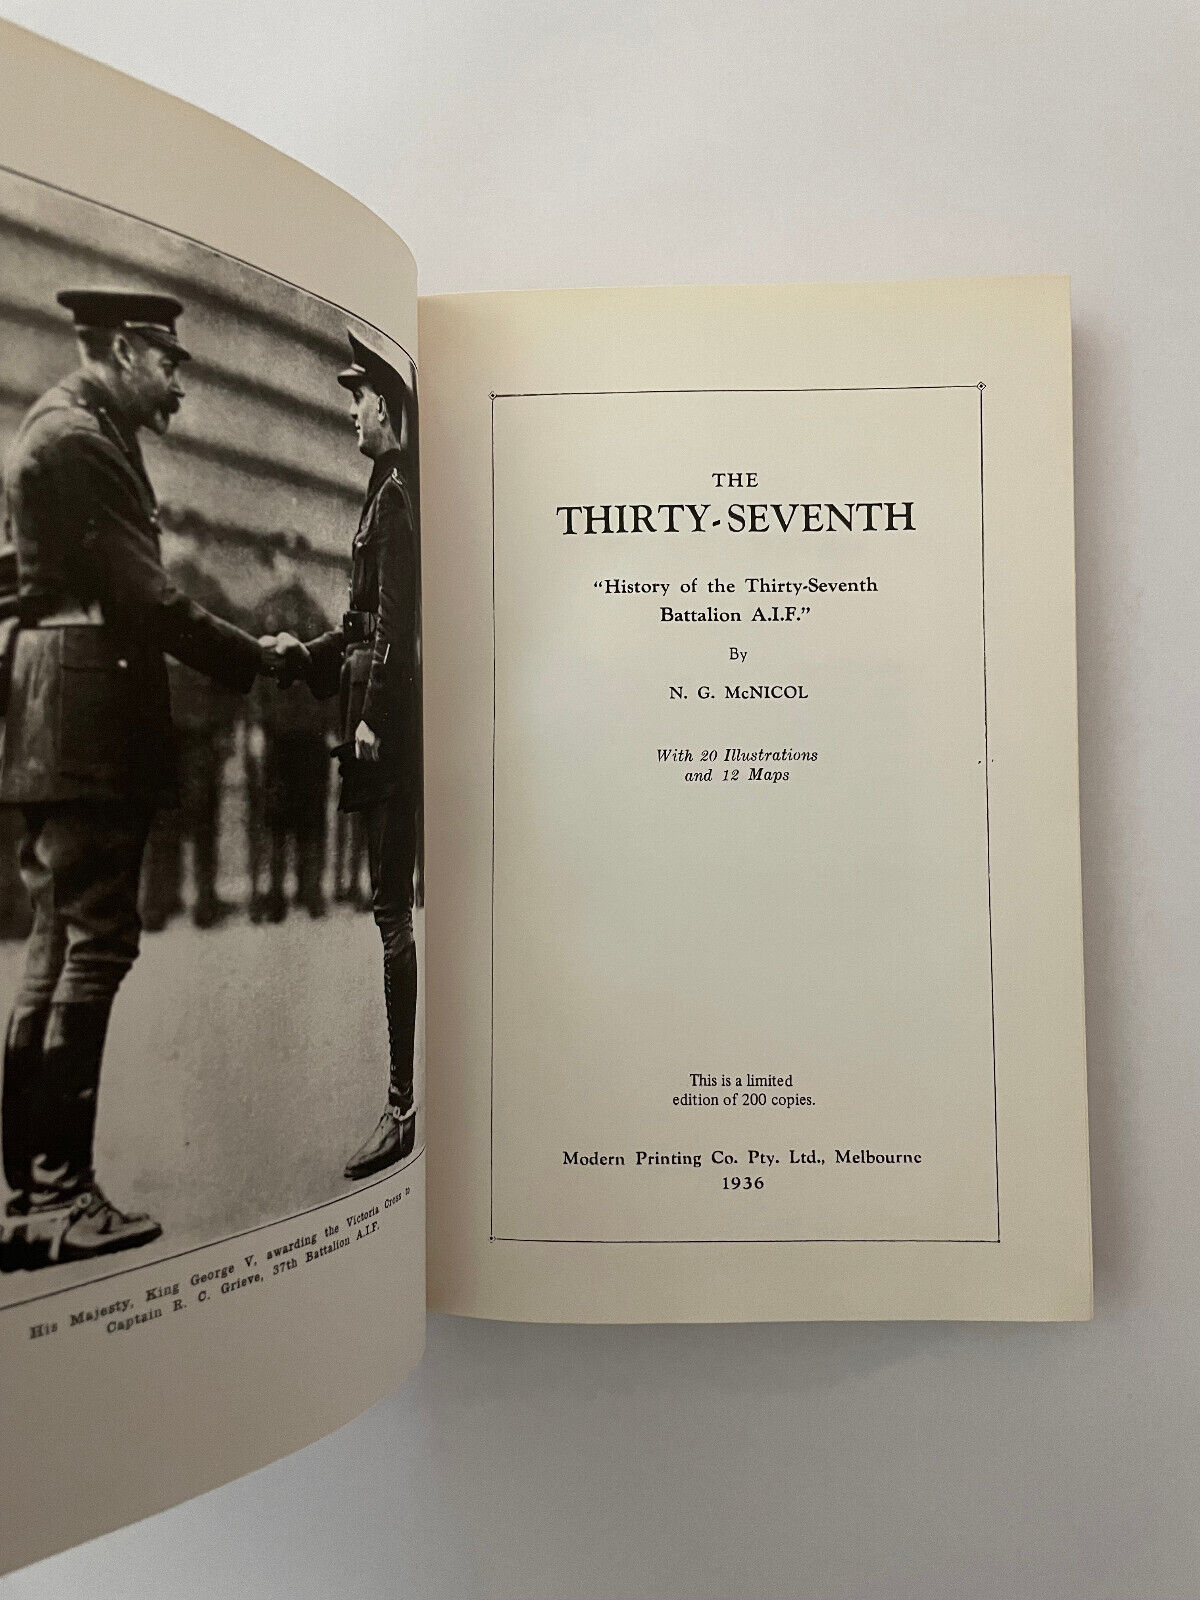 His Majesty, King George V, awarding the Victoria Cross to
Captain R. C. Grieve, 37th Battalion A.I.F.
THE
THIRTY-SEVENTH
“History of the Thirty-Seventh
Battalion A.I.F.”
By
N. G. McNICOL
With 20 Illustrations
and 12 Maps
This is a limited
edition of 200 copies.
Modern Printing Co. Pty. Ltd., Melbourne
1936